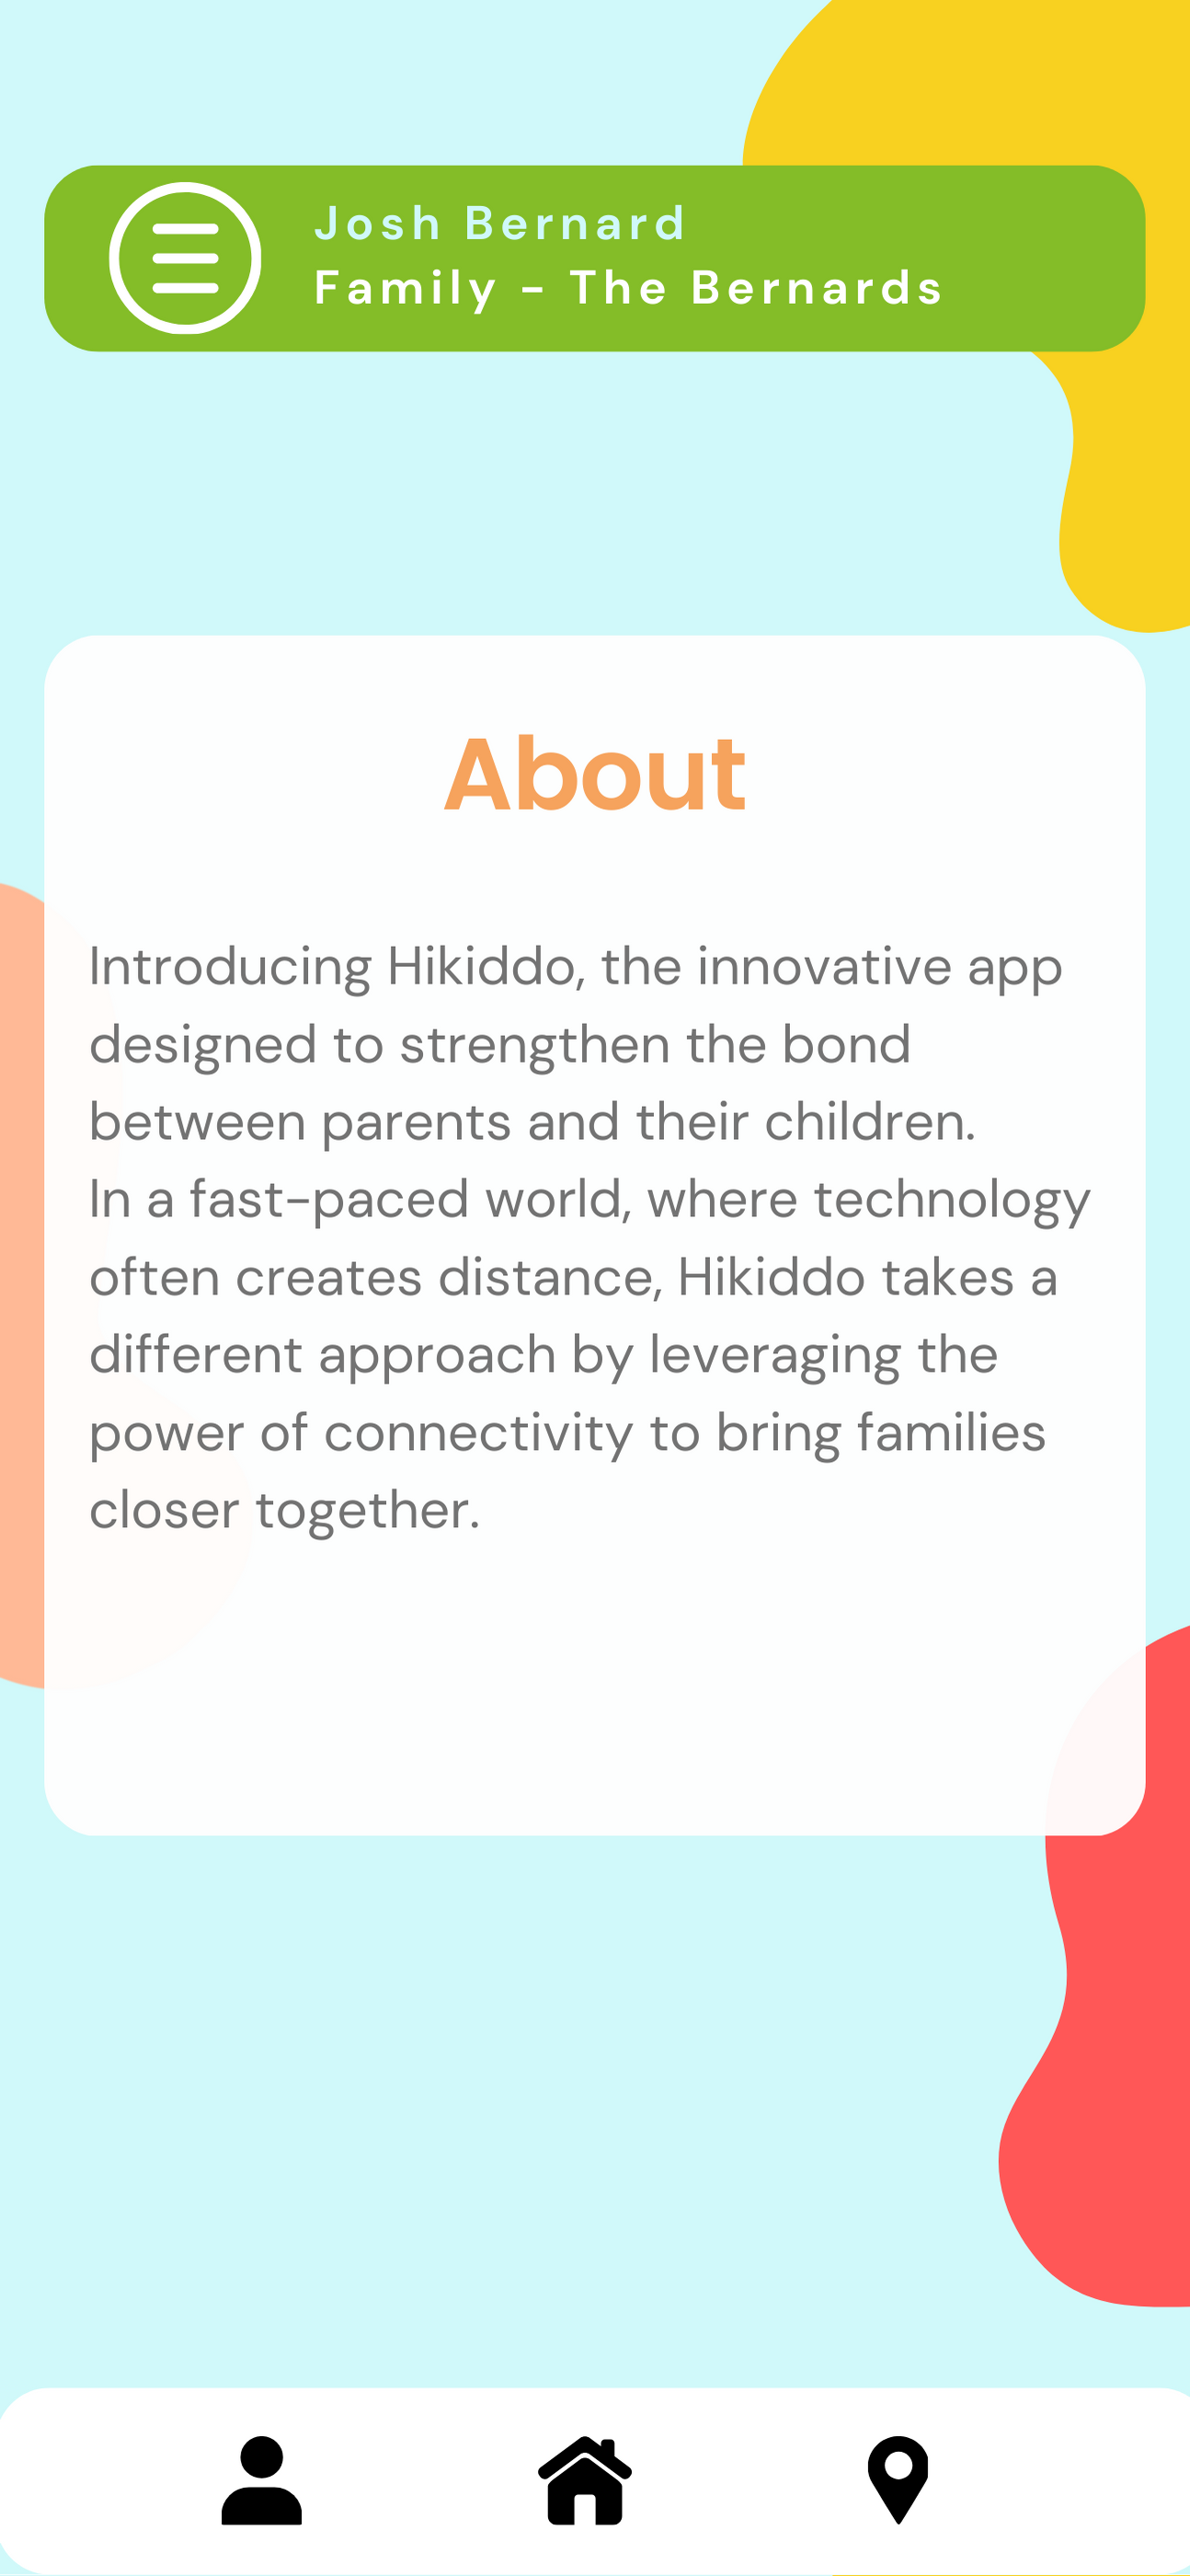 Josh Bernard
Family - The Bernards
About
Introducing Hikiddo, the innovative app
designed to strengthen the bond
between parents and their children.
In a fast-paced world, where technology
often creates distance, Hikiddo takes a
different approach by leveraging the
power of connectivity to bring families
closer together.